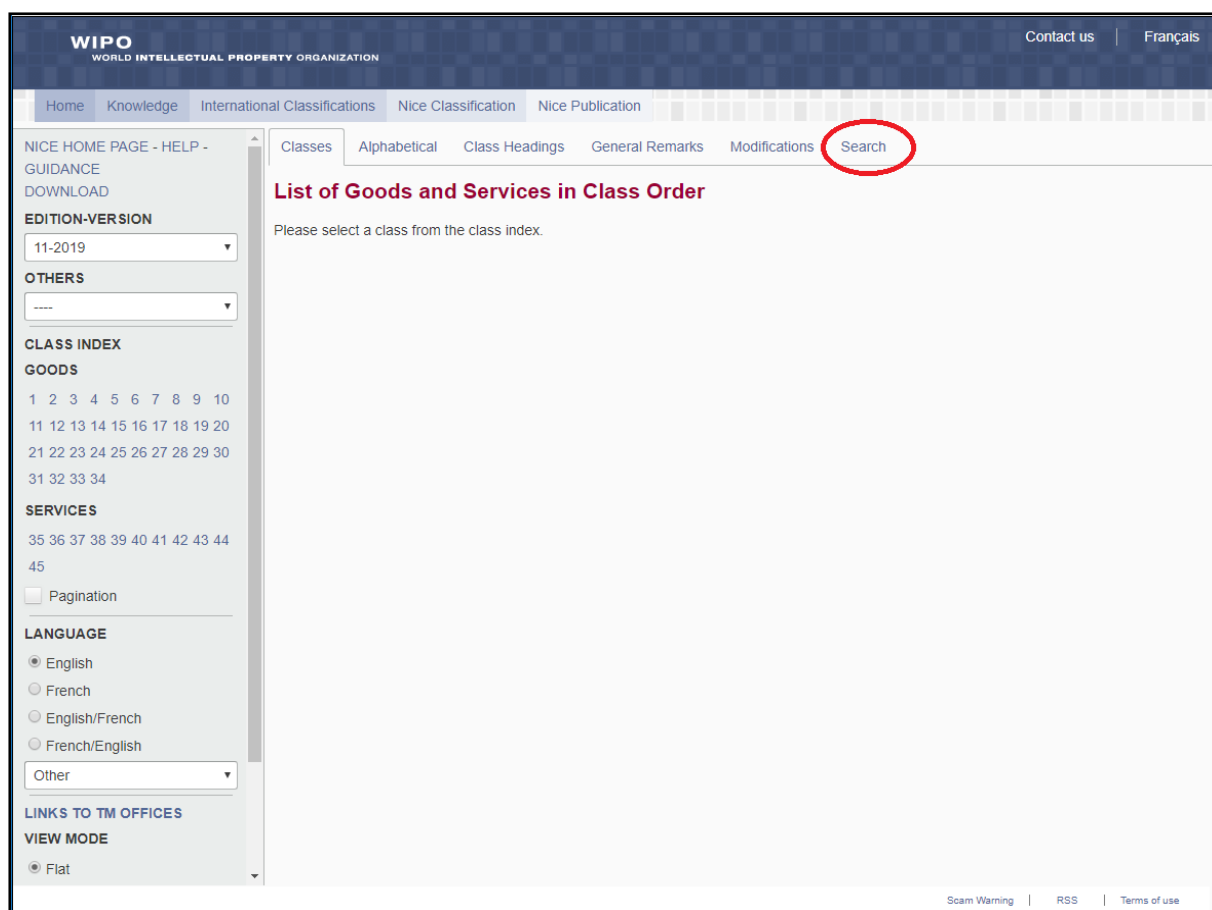 WIPO
WORLD INTELLECTUAL PROPERTY ORGANIZATION
Contact us | Français
Home Knowledge International Classifications Nice Classification Nice Publication
NICE HOME PAGE - HELP -
GUIDANCE
DOWNLOAD
EDITION-VERSION
11-2019
OTHERS
----
CLASS INDEX
GOODS
1 2 3 4 5 6 7 8 9 10
11 12 13 14 15 16 17 18 19 20
21 22 23 24 25 26 27 28 29 30
31 32 33 34
SERVICES
35 36 37 38 39 40 41 42 43 44
45
Pagination
LANGUAGE
English
French
English/French
French/English
Other
LINKS TO TM OFFICES
VIEW MODE
Flat
Classes Alphabetical Class Headings General Remarks Modifications Search
List of Goods and Services in Class Order
Please select a class from the class index.
Scam Warning | RSS | Terms of use